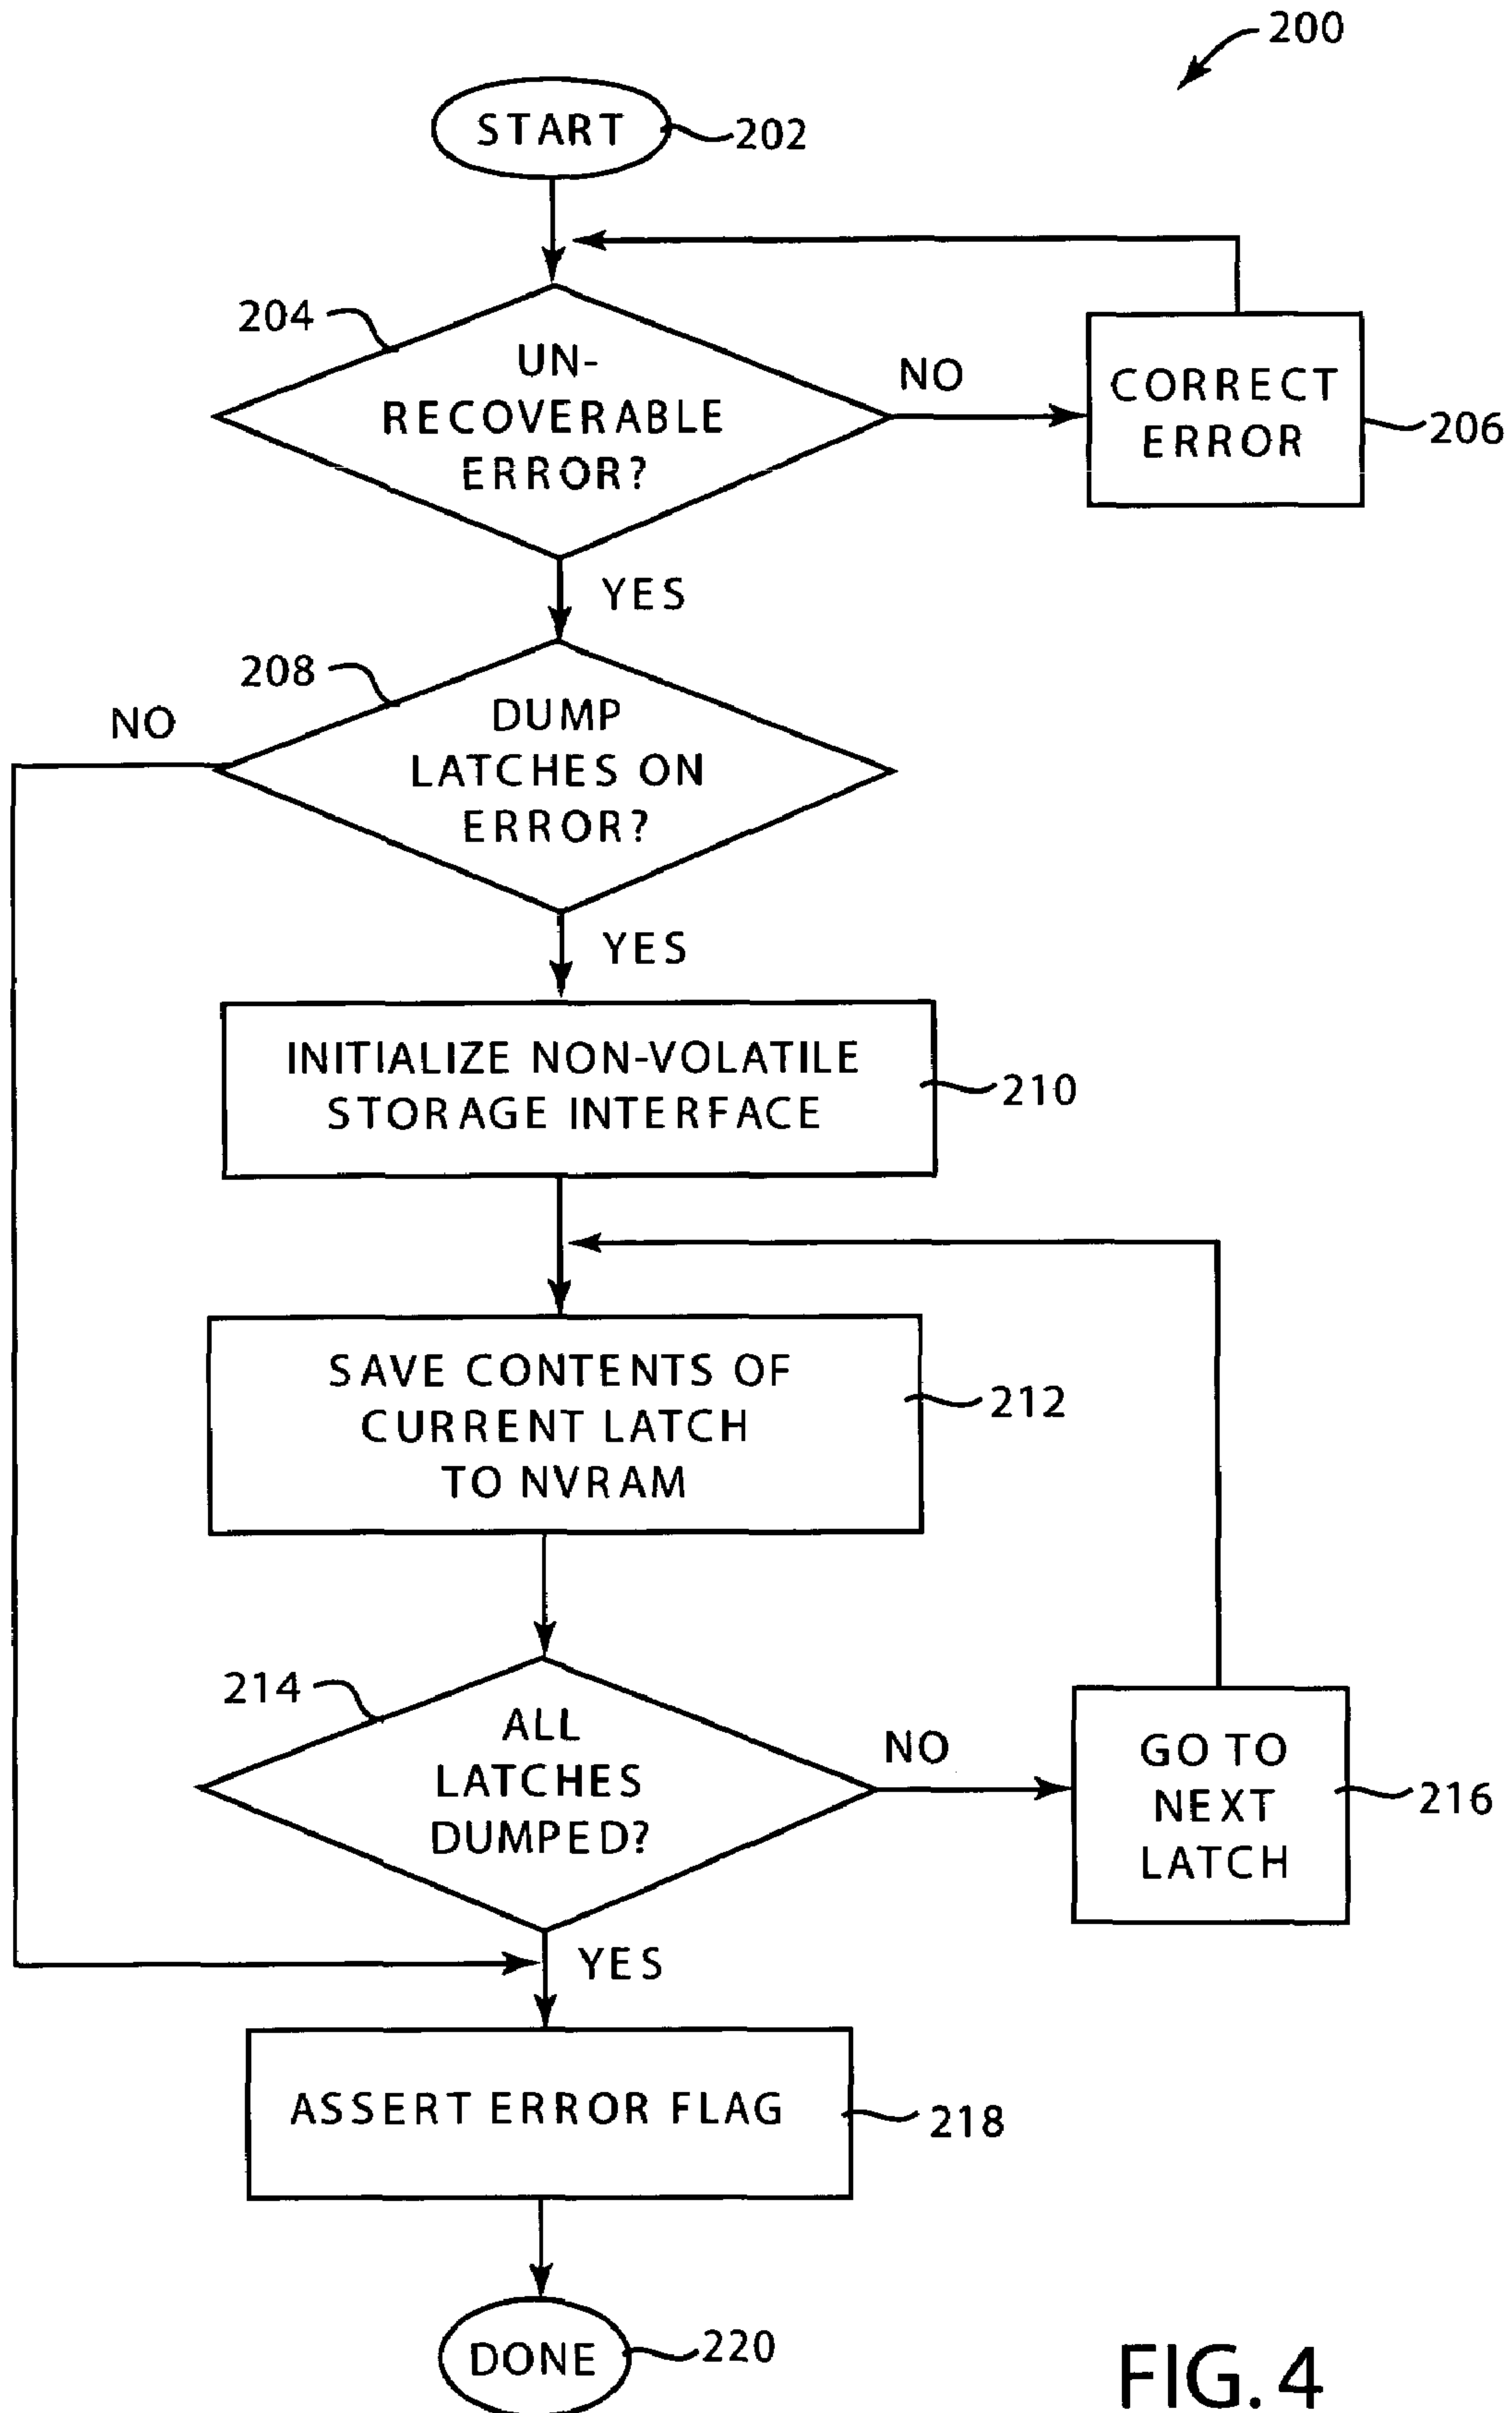 200
START
202
204
UN-
RECOVERABLE
ERROR?
NO
CORRECT
ERROR
206
YES
208
NO
DUMP
LATCHES ON
ERROR?
YES
INITIALIZE NON-VOLATILE
STORAGE INTERFACE
210
SAVE CONTENTS OF
CURRENT LATCH
TO NVRAM
212
214
ALL
LATCHES
DUMPED?
NO
GO TO
NEXT
LATCH
216
YES
ASSERT ERROR FLAG
218
DONE
220
FIG. 4